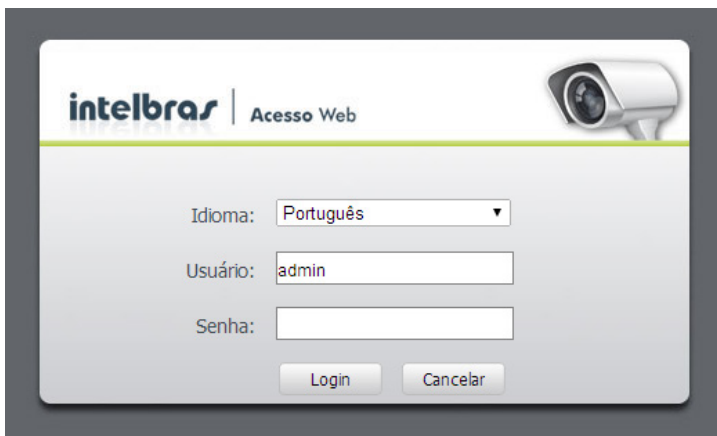 intelbras Acesso Web
Idioma: Português
Usuário: admin
Senha:
Login Cancelar